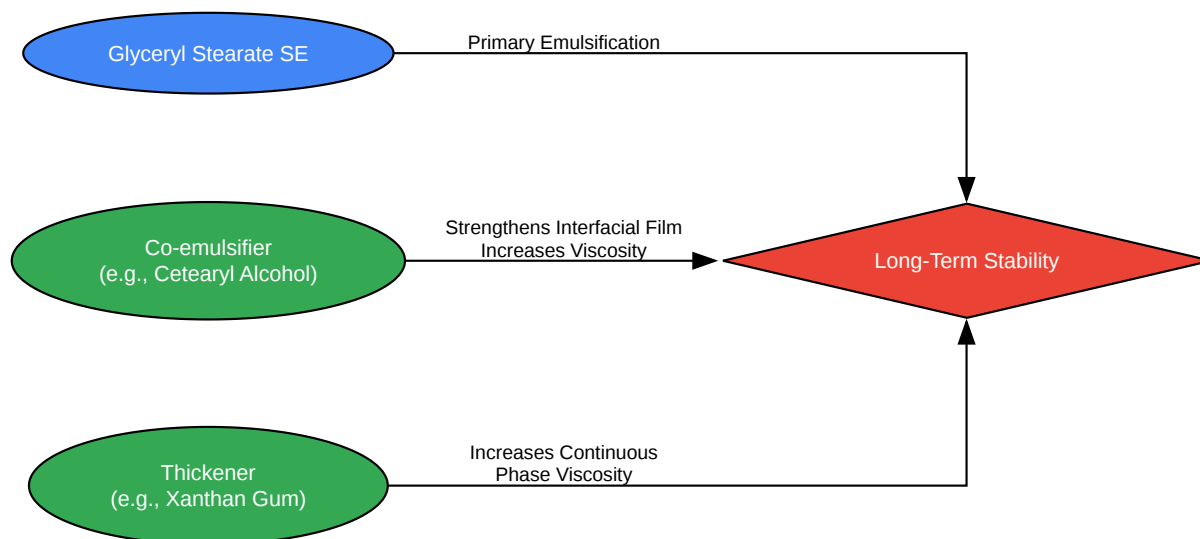 Glyceryl Stearate SE
Primary Emulsification
Co-emulsifier
(e.g., Cetearyl Alcohol)
Strengthens Interfacial Film
Increases Viscosity
Long-Term Stability
Thickener
(e.g., Xanthan Gum)
Increases Continuous
Phase Viscosity